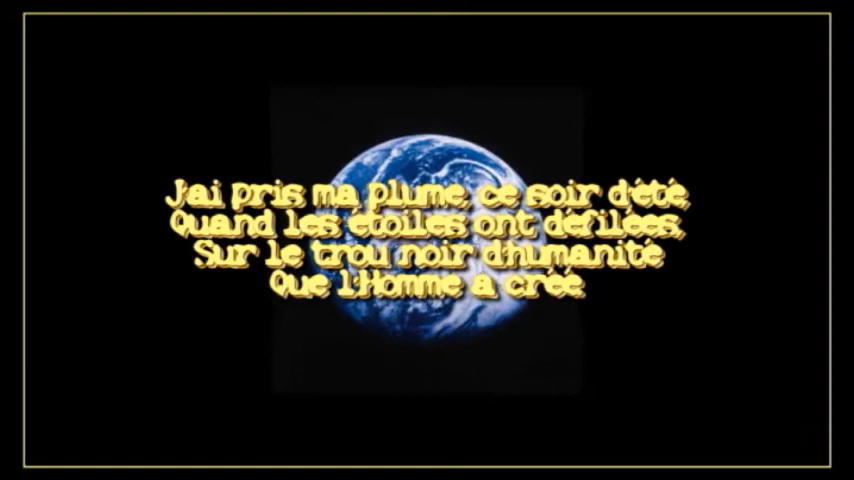 J'ai pris ma plume, ce soir d'été,
Quand les étoiles ont défilées,
Sur le trou noir d'humanité
Que l'Homme a créé.